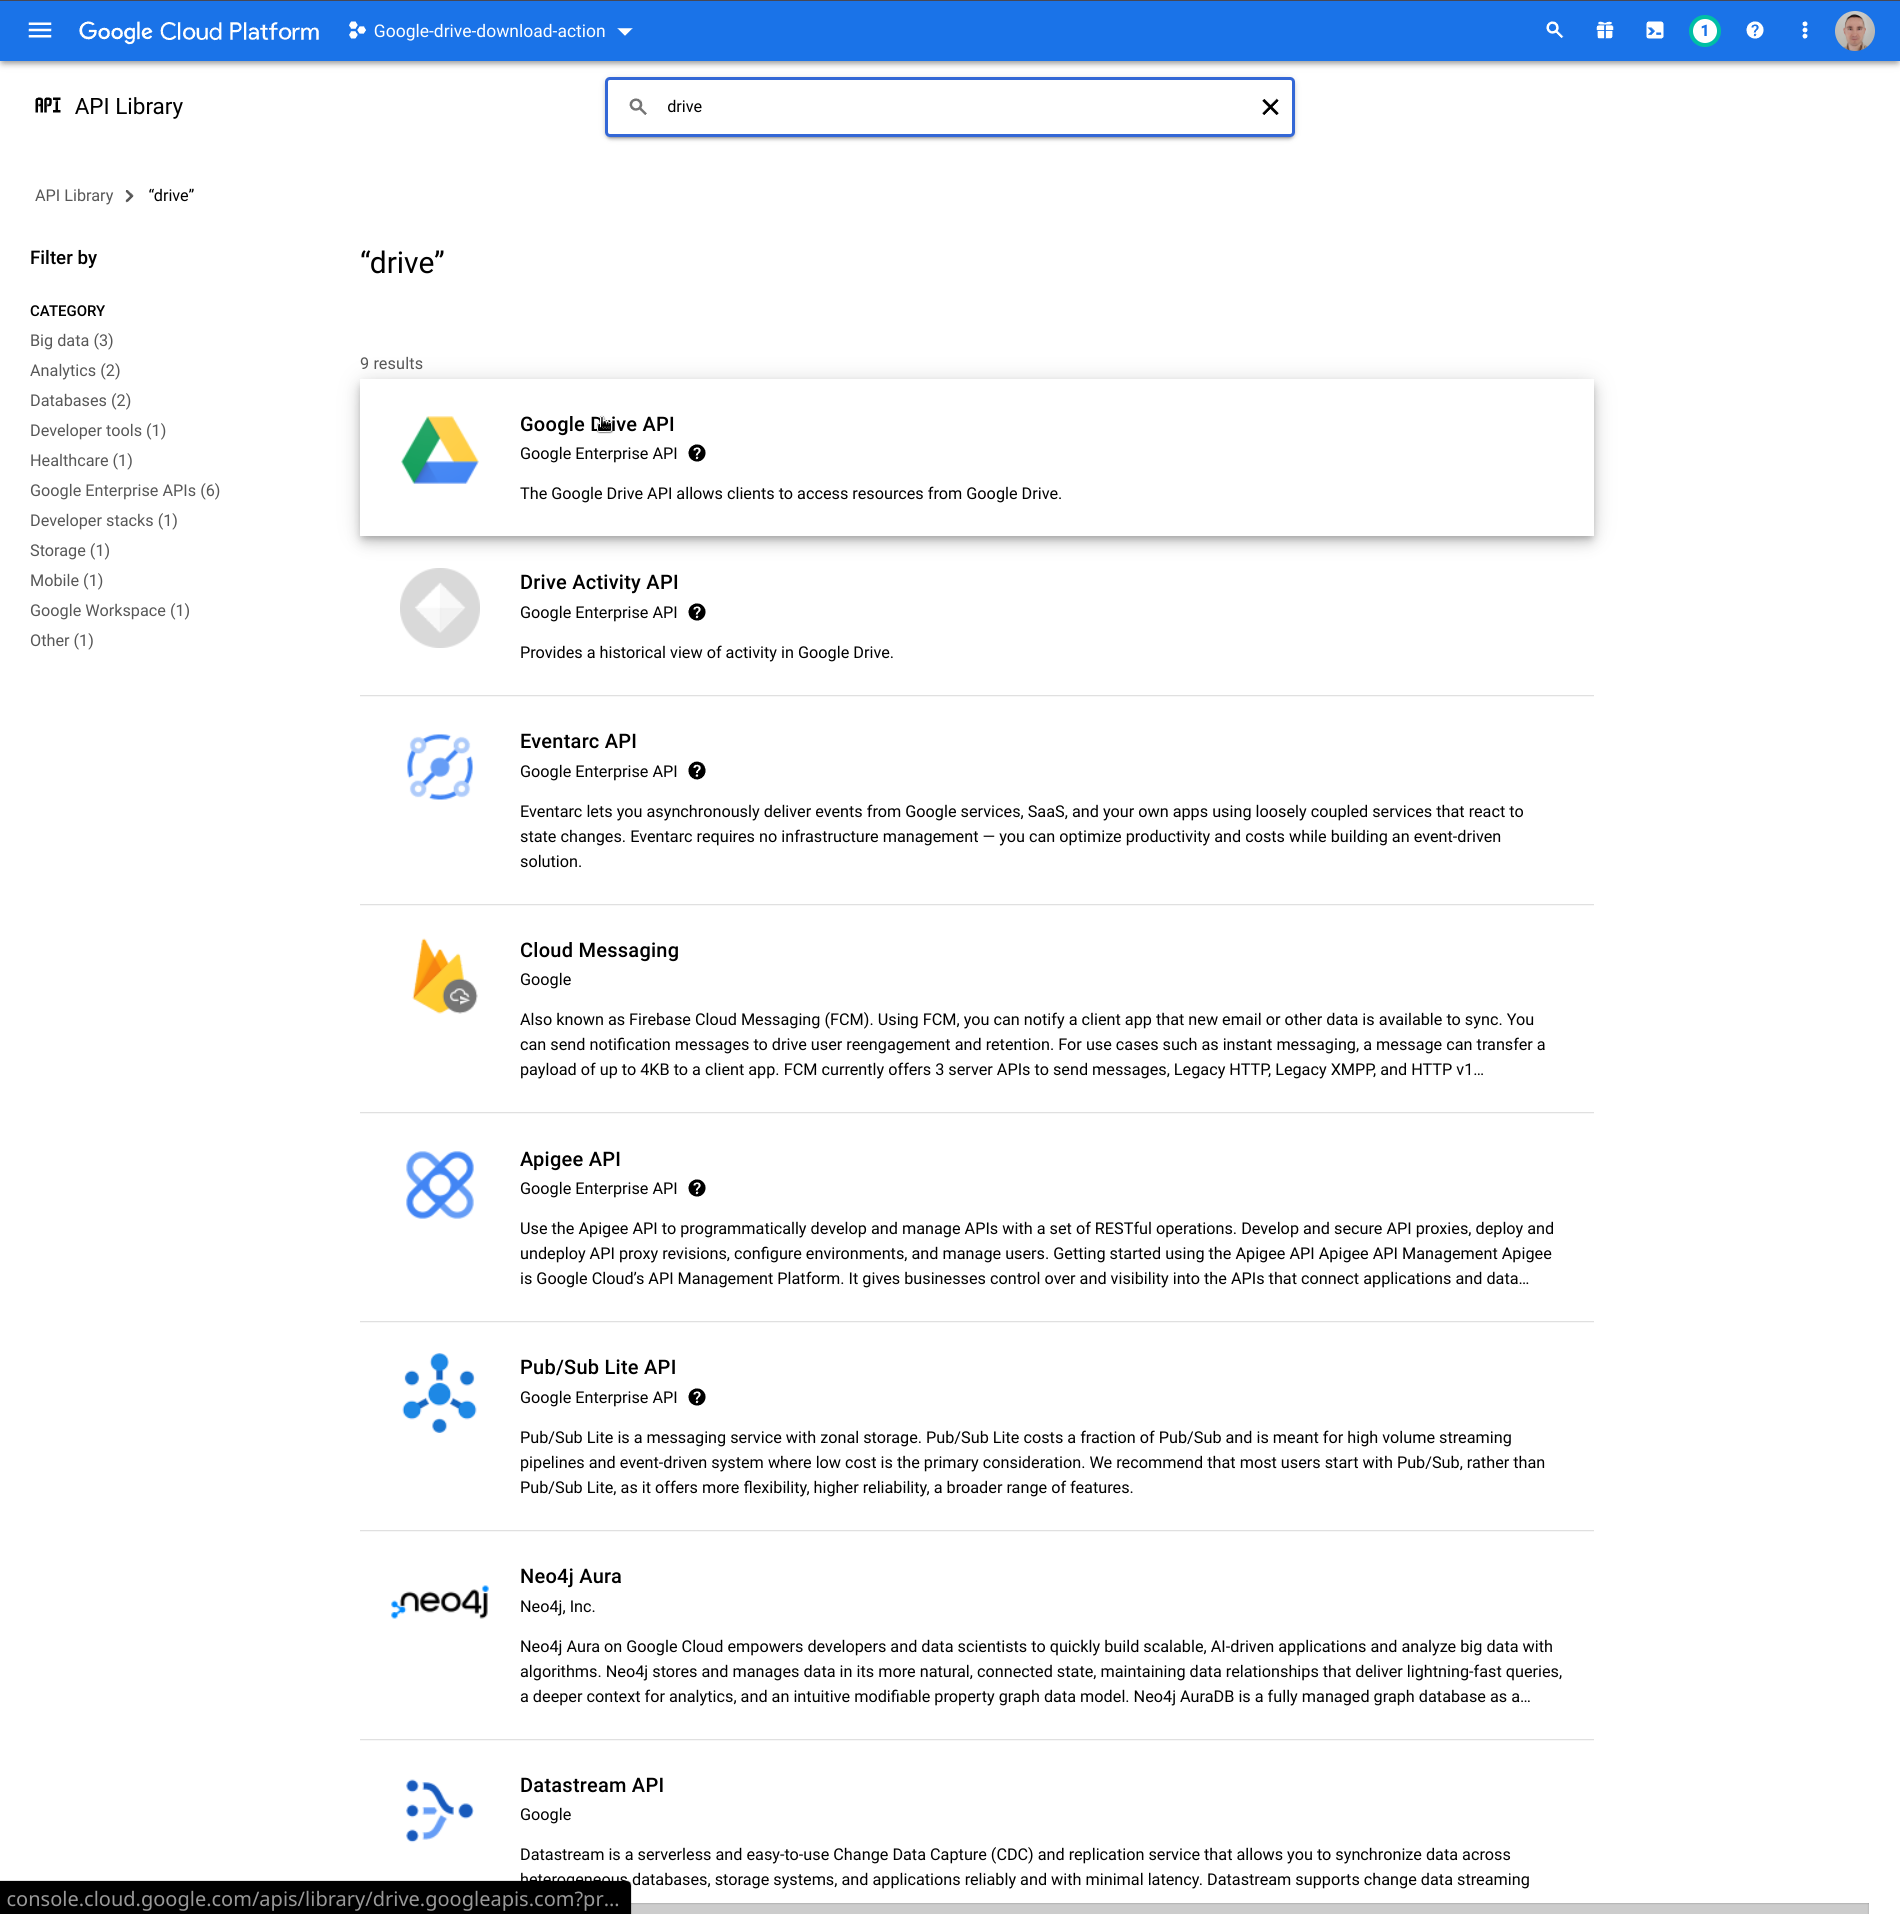 Google Cloud Platform
Google-drive-download-action
1
API API Library
drive
API Library > “drive”
Filter by
CATEGORY
Big data (3)
Analytics (2)
Databases (2)
Developer tools (1)
Healthcare (1)
Google Enterprise APIs (6)
Developer stacks (1)
Storage (1)
Mobile (1)
Google Workspace (1)
Other (1)
“drive”
9 results
Google Drive API
Google Enterprise API
The Google Drive API allows clients to access resources from Google Drive.
Drive Activity API
Google Enterprise API
Provides a historical view of activity in Google Drive.
Eventarc API
Google Enterprise API
Eventarc lets you asynchronously deliver events from Google services, SaaS, and your own apps using loosely coupled services that react to
state changes. Eventarc requires no infrastructure management — you can optimize productivity and costs while building an event-driven
solution.
Cloud Messaging
Google
Also known as Firebase Cloud Messaging (FCM). Using FCM, you can notify a client app that new email or other data is available to sync. You
can send notification messages to drive user reengagement and retention. For use cases such as instant messaging, a message can transfer a
payload of up to 4KB to a client app. FCM currently offers 3 server APIs to send messages, Legacy HTTP, Legacy XMPP, and HTTP v1…
Apigee API
Google Enterprise API
Use the Apigee API to programmatically develop and manage APIs with a set of RESTful operations. Develop and secure API proxies, deploy and
undeploy API proxy revisions, configure environments, and manage users. Getting started using the Apigee API Apigee API Management Apigee
is Google Cloud’s API Management Platform. It gives businesses control over and visibility into the APIs that connect applications and data…
Pub/Sub Lite API
Google Enterprise API
Pub/Sub Lite is a messaging service with zonal storage. Pub/Sub Lite costs a fraction of Pub/Sub and is meant for high volume streaming
pipelines and event-driven system where low cost is the primary consideration. We recommend that most users start with Pub/Sub, rather than
Pub/Sub Lite, as it offers more flexibility, higher reliability, a broader range of features.
neo4j
Neo4j Aura
Neo4j, Inc.
Neo4j Aura on Google Cloud empowers developers and data scientists to quickly build scalable, AI-driven applications and analyze big data with
algorithms. Neo4j stores and manages data in its more natural, connected state, maintaining data relationships that deliver lightning-fast queries,
a deeper context for analytics, and an intuitive modifiable property graph data model. Neo4j AuraDB is a fully managed graph database as a…
Datastream API
Google
Datastream is a serverless and easy-to-use Change Data Capture (CDC) and replication service that allows you to synchronize data across
heterogeneous databases, storage systems, and applications reliably and with minimal latency. Datastream supports change data streaming
console.cloud.google.com/apis/library/drive.googleapis.com?pr…